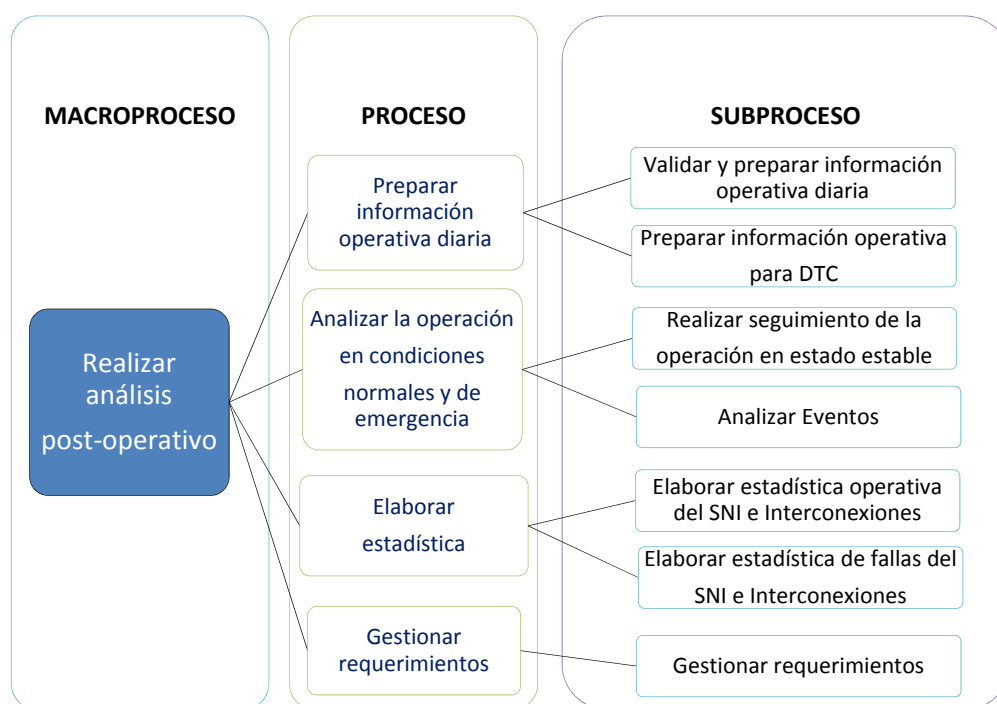 MACROPROCESO
Realizar
análisis
post-operativo
PROCESO
Preparar
información
operativa diaria
Analizar la operación
en condiciones
normales y de
emergencia
Elaborar
estadística
Gestionar
requerimientos
SUBPROCESO
Validar y preparar información
operativa diaria
Preparar información operativa
para DTC
Realizar seguimiento de la
operación en estado estable
Analizar Eventos
Elaborar estadística operativa
del SNI e Interconexiones
Elaborar estadística de fallas del
SNI e Interconexiones
Gestionar requerimientos